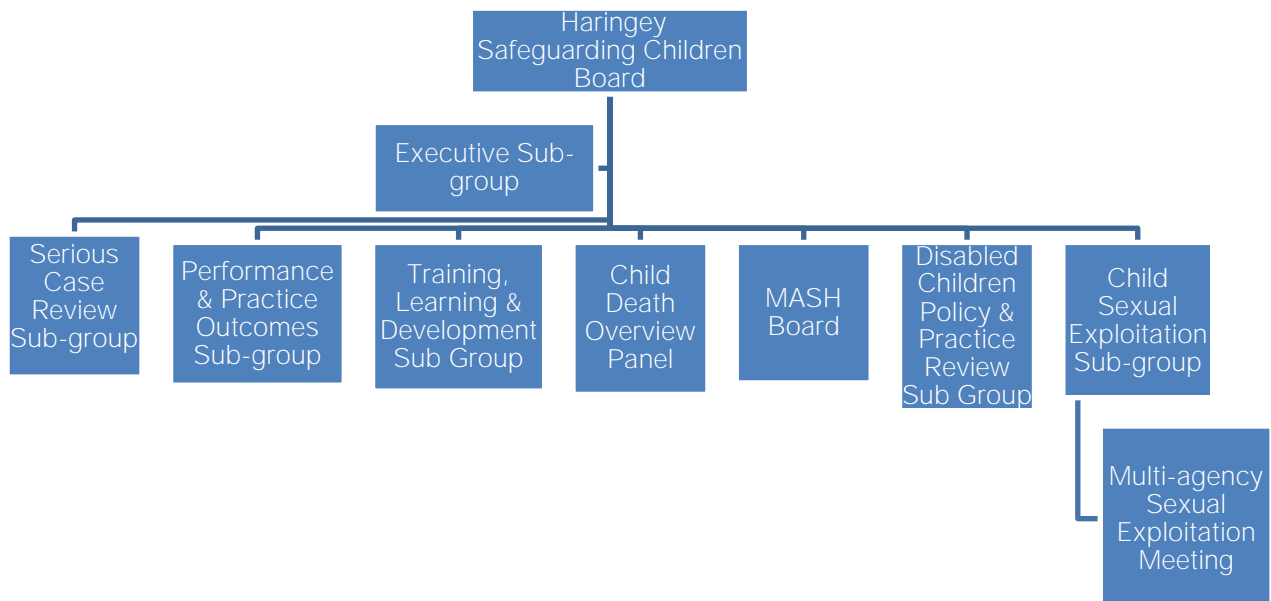 Haringey
Safeguarding Children
Board
Executive Sub-
group
Serious
Case
Review
Sub-group
Performance
& Practice
Outcomes
Sub-group
Training,
Learning &
Development
Sub Group
Child
Death
Overview
Panel
MASH
Board
Disabled
Children
Policy &
Practice
Review
Sub Group
Child
Sexual
Exploitation
Sub-group
Multi-agency
Sexual
Exploitation
Meeting